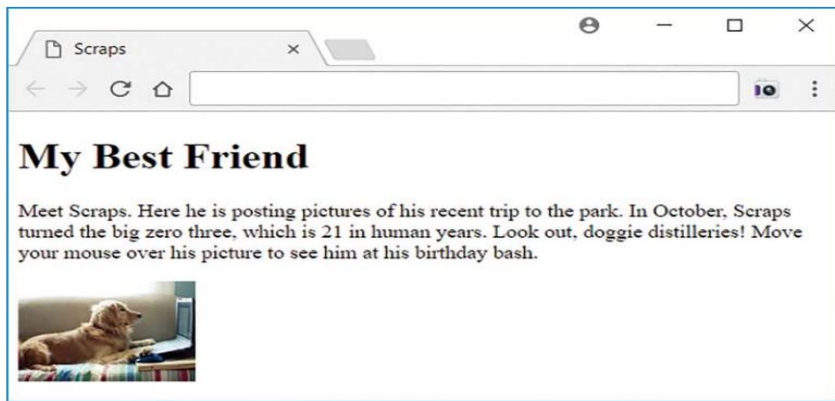 Scraps
My Best Friend
Meet Scraps. Here he is posting pictures of his recent trip to the park. In October, Scraps
turned the big zero three, which is 21 in human years. Look out, doggie distilleries! Move
your mouse over his picture to see him at his birthday bash.